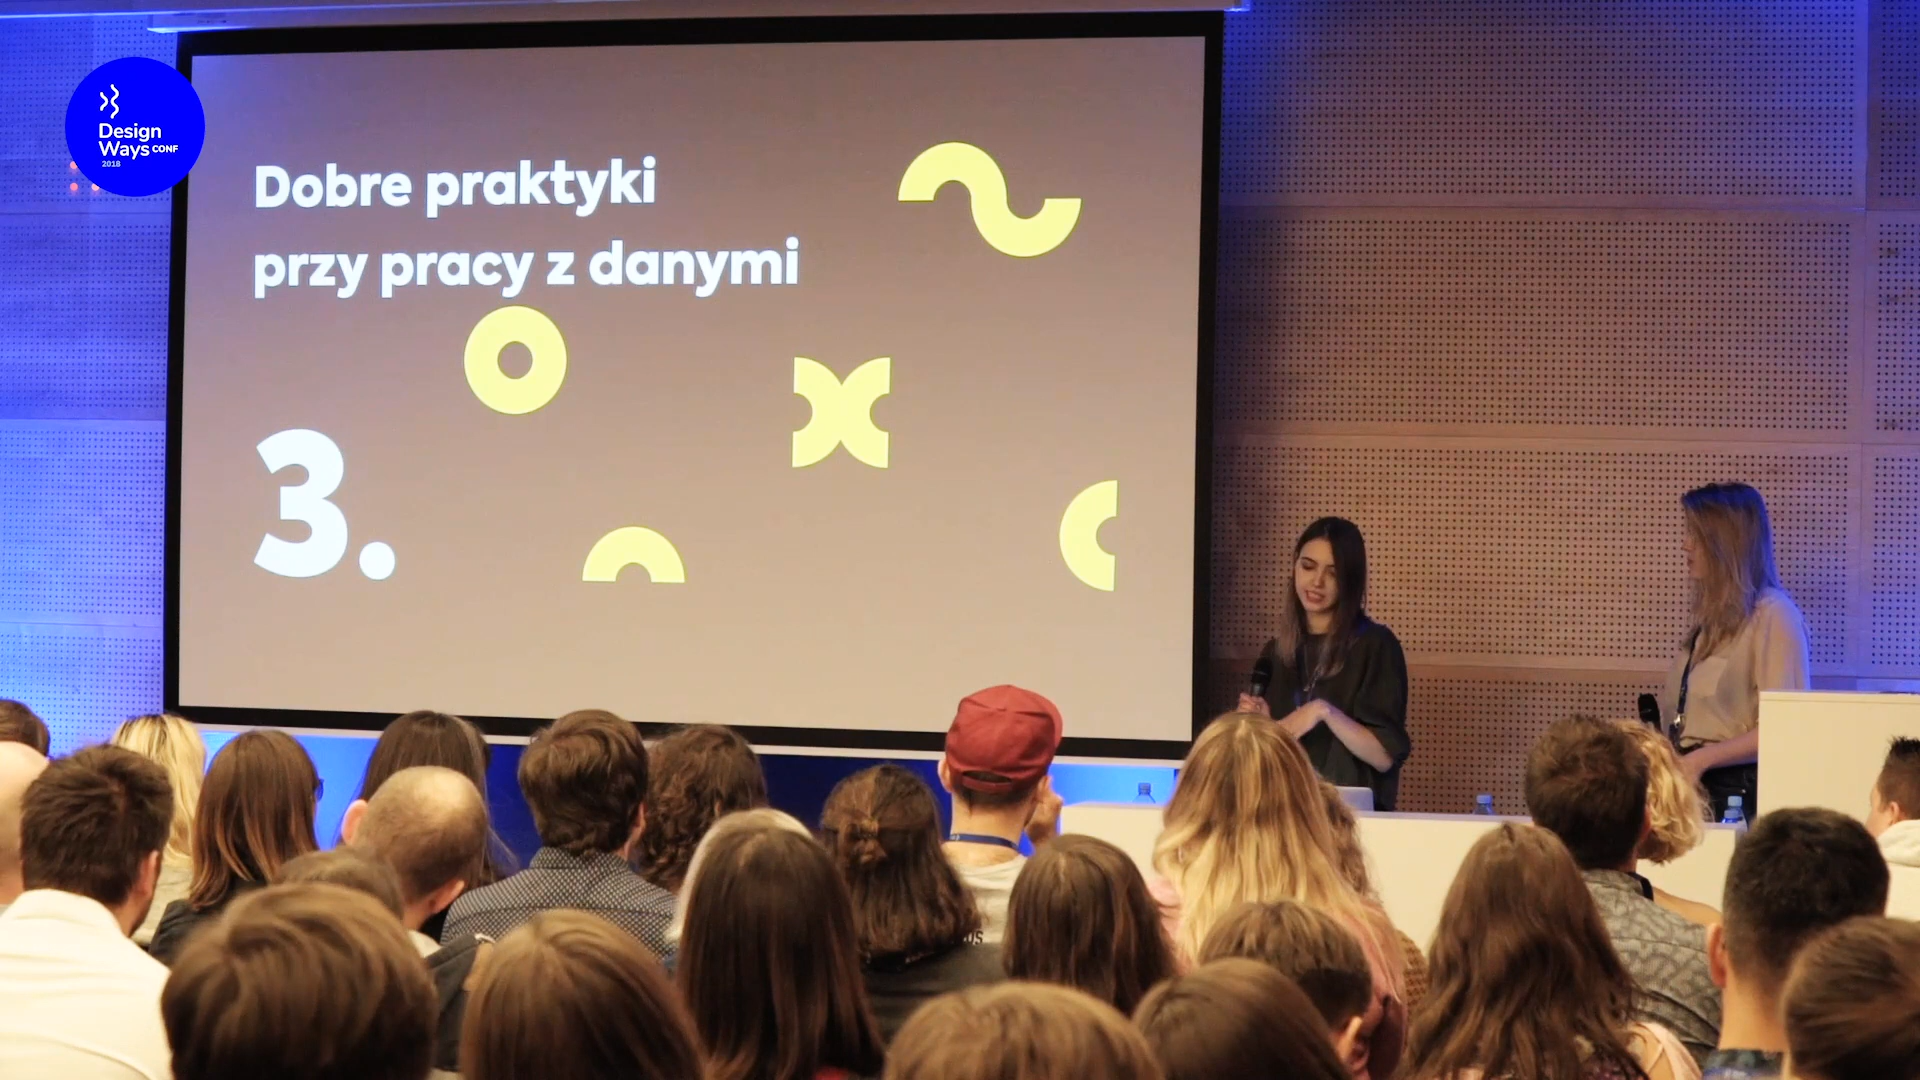 Design
Ways CONF
2018
Dobre praktyki
przy pracy z danymi
3.